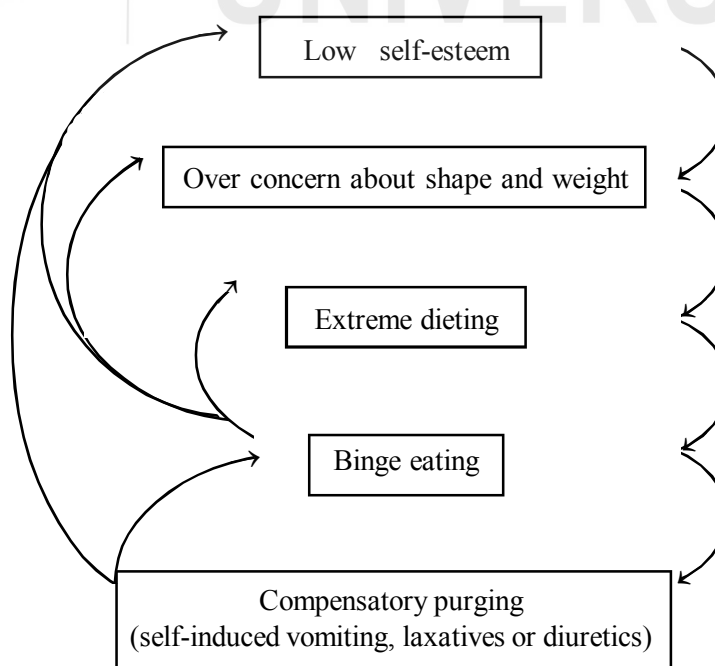 Low self-esteem
Over concern about shape and weight
Extreme dieting
Binge eating
Compensatory purging
(self-induced vomiting, laxatives or diuretics)